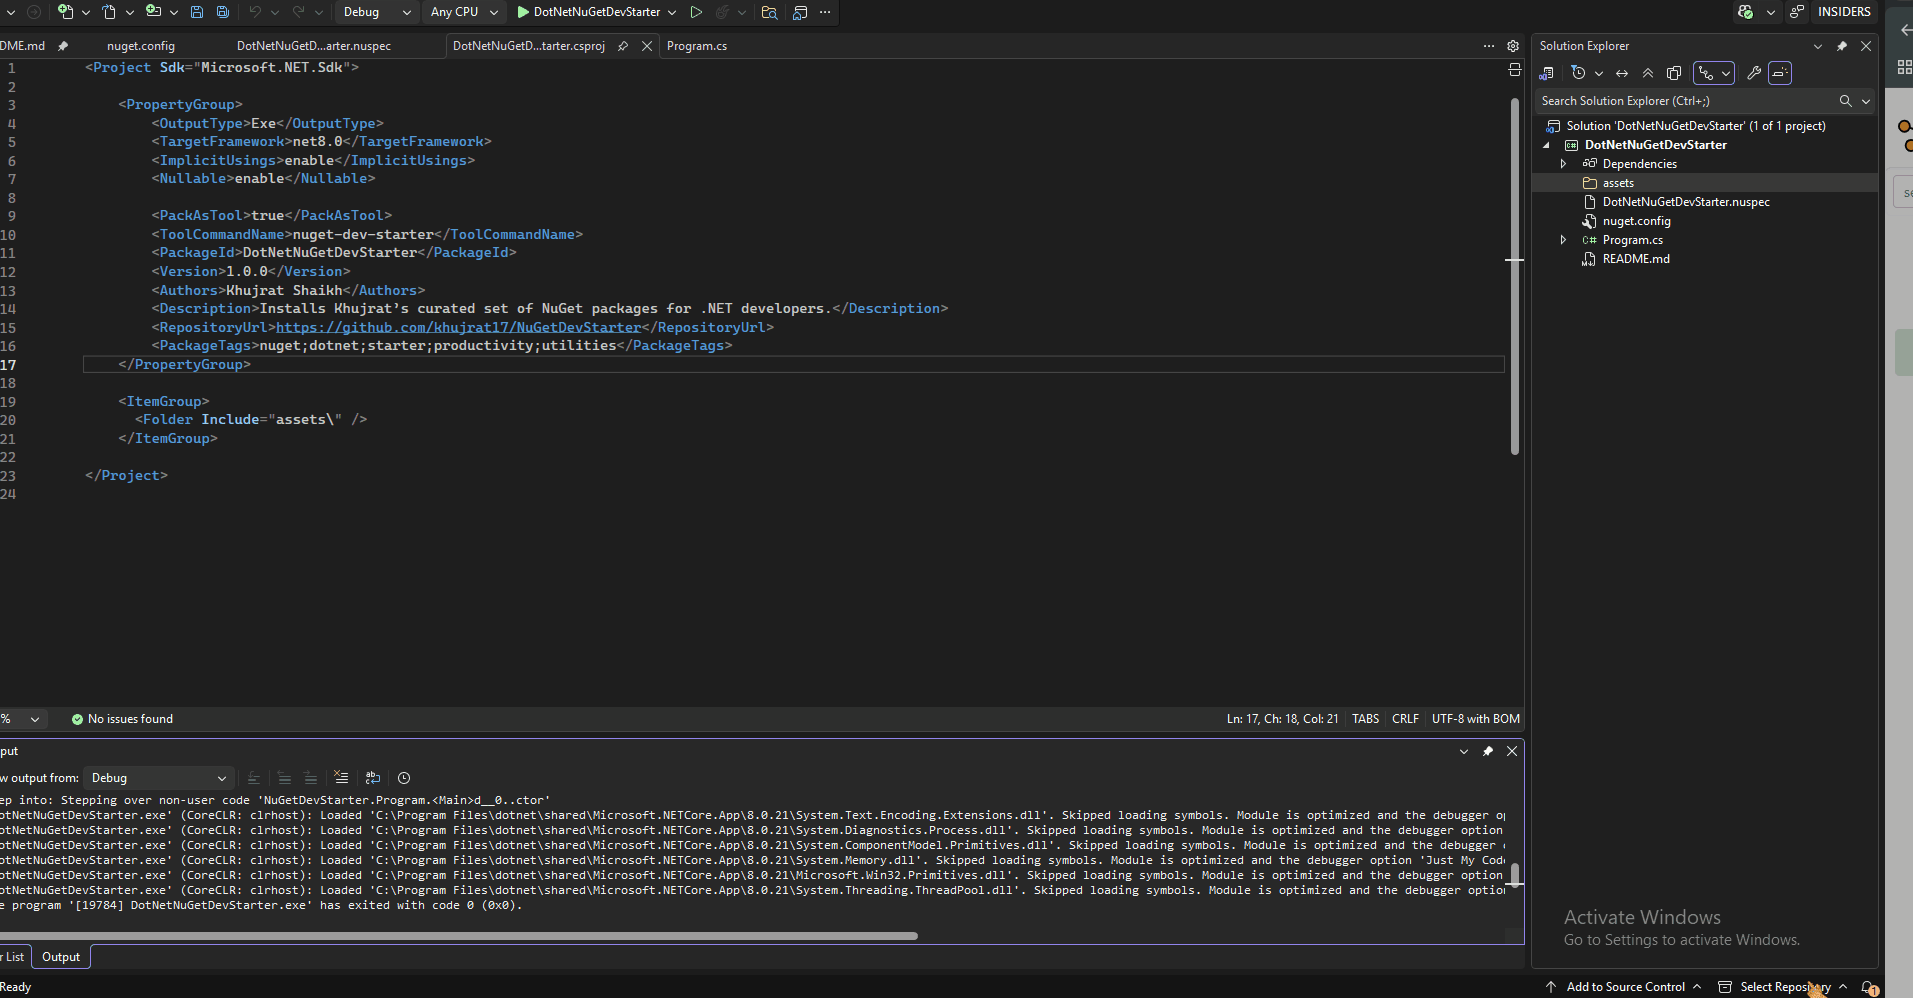 Debug Any CPU DotNetNuGetDevStarter INSIDERS
DME.md nuget.config DotNetNuGetD...arter.nuspec DotNetNuGetD...tarter.csproj Program.cs
1 <Project Sdk="Microsoft.NET.Sdk">
2
3 <PropertyGroup>
4 <OutputType>Exe</OutputType>
5 <TargetFramework>net8.0</TargetFramework>
6 <ImplicitUsings>enable</ImplicitUsings>
7 <Nullable>enable</Nullable>
8
9 <PackAsTool>true</PackAsTool>
10 <ToolCommandName>nuget-dev-starter</ToolCommandName>
11 <PackageId>DotNetNuGetDevStarter</PackageId>
12 <Version>1.0.0</Version>
13 <Authors>Khujrat Shaikh</Authors>
14 <Description>Installs Khujrat’s curated set of NuGet packages for .NET developers.</Description>
15 <RepositoryUrl>https://github.com/khujrat17/NuGetDevStarter</RepositoryUrl>
16 <PackageTags>nuget;dotnet;starter;productivity;utilities</PackageTags>
17 </PropertyGroup>
18
19 <ItemGroup>
20 <Folder Include="assets\" />
21 </ItemGroup>
22
23 </Project>
24
% No issues found Ln: 17, Ch: 18, Col: 21 TABS CRLF UTF-8 with BOM
put
w output from: Debug
ep into: Stepping over non-user code 'NuGetDevStarter.Program.<Main>d__0..ctor'
otNetNuGetDevStarter.exe' (CoreCLR: clrhost): Loaded 'C:\Program Files\dotnet\shared\Microsoft.NETCore.App\8.0.21\System.Text.Encoding.Extensions.dll'. Skipped loading symbols. Module is optimized and the debugger op
otNetNuGetDevStarter.exe' (CoreCLR: clrhost): Loaded 'C:\Program Files\dotnet\shared\Microsoft.NETCore.App\8.0.21\System.Diagnostics.Process.dll'. Skipped loading symbols. Module is optimized and the debugger option
otNetNuGetDevStarter.exe' (CoreCLR: clrhost): Loaded 'C:\Program Files\dotnet\shared\Microsoft.NETCore.App\8.0.21\System.ComponentModel.Primitives.dll'. Skipped loading symbols. Module is optimized and the debugger
otNetNuGetDevStarter.exe' (CoreCLR: clrhost): Loaded 'C:\Program Files\dotnet\shared\Microsoft.NETCore.App\8.0.21\System.Memory.dll'. Skipped loading symbols. Module is optimized and the debugger option 'Just My Cod
otNetNuGetDevStarter.exe' (CoreCLR: clrhost): Loaded 'C:\Program Files\dotnet\shared\Microsoft.NETCore.App\8.0.21\Microsoft.Win32.Primitives.dll'. Skipped loading symbols. Module is optimized and the debugger option
otNetNuGetDevStarter.exe' (CoreCLR: clrhost): Loaded 'C:\Program Files\dotnet\shared\Microsoft.NETCore.App\8.0.21\System.Threading.ThreadPool.dll'. Skipped loading symbols. Module is optimized and the debugger option
e program '[19784] DotNetNuGetDevStarter.exe' has exited with code 0 (0x0).
r List Output
Solution Explorer
Search Solution Explorer (Ctrl+;)
Solution 'DotNetNuGetDevStarter' (1 of 1 project)
C# DotNetNuGetDevStarter
Dependencies
assets
DotNetNuGetDevStarter.nuspec
nuget.config
C# Program.cs
README.md
se
Activate Windows
Go to Settings to activate Windows.
Ready Add to Source Control Select Repository 1